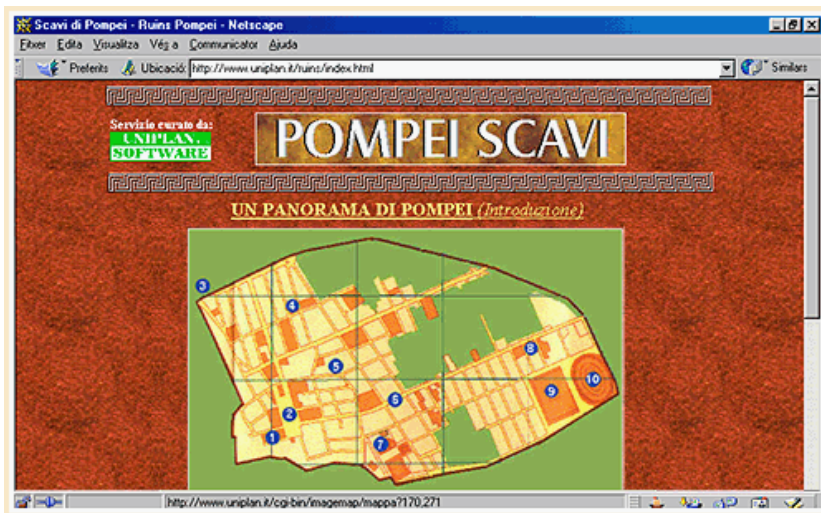 Scavi di Pompei - Ruins Pompei - Netscape
Fitxer Edita Visualitza Vés a Communicator Ajuda
Preferits Ubicació: http://www.uniplan.it/ruins/index.html Similars
Servizio curato da:
UNIPLAN.
SOFTWARE
POMPEI SCAVI
UN PANORAMA DI POMPEI (Introduzione)
3
4
5
8
10
9
6
2
1
7
http://www.uniplan.it/cgi-bin/imagemap/mappa?170,271